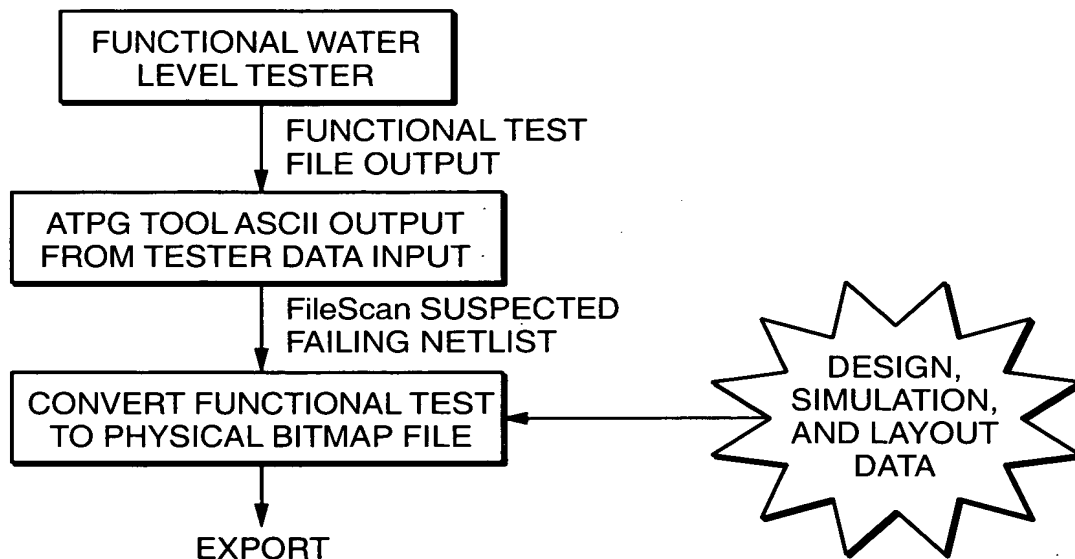 FUNCTIONAL WATER
LEVEL TESTER
FUNCTIONAL TEST
FILE OUTPUT
ATPG TOOL ASCII OUTPUT
FROM TESTER DATA INPUT
FileScan SUSPECTED
FAILING NETLIST
CONVERT FUNCTIONAL TEST
TO PHYSICAL BITMAP FILE
DESIGN,
SIMULATION,
AND LAYOUT
DATA
EXPORT